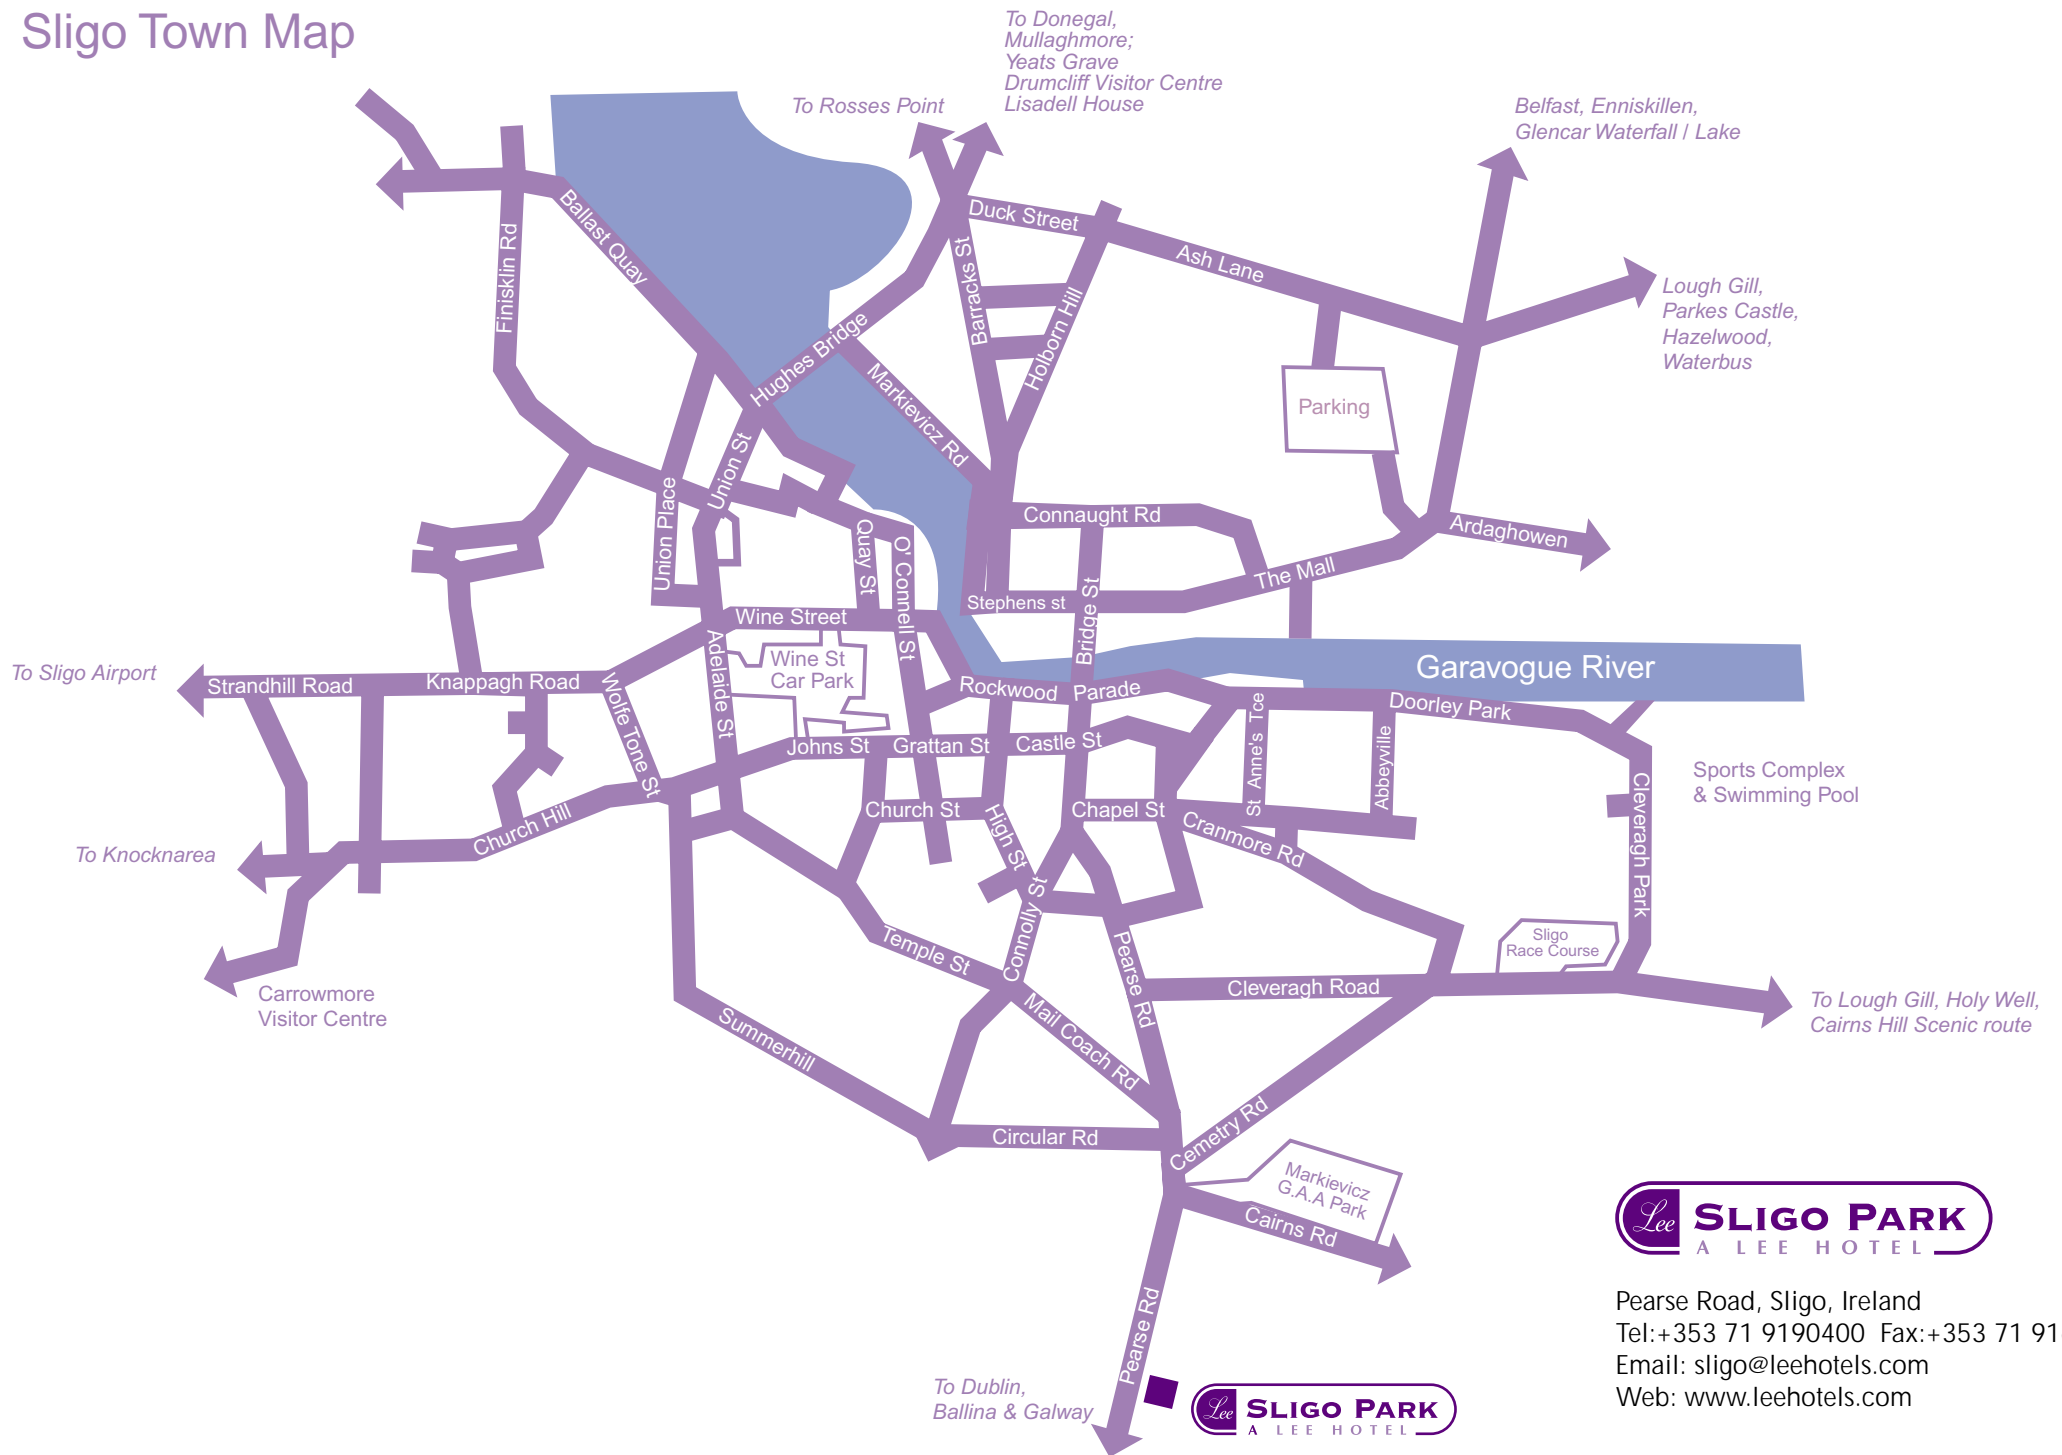 Sligo Town Map
To Donegal,
Mullaghmore;
Yeats Grave
Drumcliff Visitor Centre
Lisadell House
To Rosses Point
Belfast, Enniskillen,
Glencar Waterfall / Lake
Duck Street
Ash Lane
Ballast Quay
Finisklin Rd
Barracks St
Holborn Hill
Lough Gill,
Parkes Castle,
Hazelwood,
Waterbus
Hughes Bridge
Markievicz Rd
Parking
Union St
Union Place
Quay St
O' Connell St
Connaught Rd
Ardaghowen
The Mall
Stephens st
Bridge St
Wine Street
Adelaide St
Wine St
Car Park
Garavogue River
To Sligo Airport
Strandhill Road
Knappagh Road
Wolfe Tone St
Rockwood Parade
St Anne's Tce
Doorley Park
Abbeyville
Johns St
Grattan St
Castle St
Sports Complex
& Swimming Pool
Cleveragh Park
Church St
High St
Chapel St
Cranmore Rd
Church Hill
To Knocknarea
Connolly St
Temple St
Pearse Rd
Sligo
Race Course
Cleveragh Road
Carrowmore
Visitor Centre
To Lough Gill, Holy Well,
Cairns Hill Scenic route
Summerhill
Mail Coach Rd
Circular Rd
Cemetry Rd
Markievicz
G.A.A Park
Cairns Rd
Pearse Rd
To Dublin,
Ballina & Galway
Lee SLIGO PARK
A LEE HOTEL
Lee SLIGO PARK
A LEE HOTEL
Pearse Road, Sligo, Ireland
Tel:+353 71 9190400 Fax:+353 71 91
Email: sligo@leehotels.com
Web: www.leehotels.com